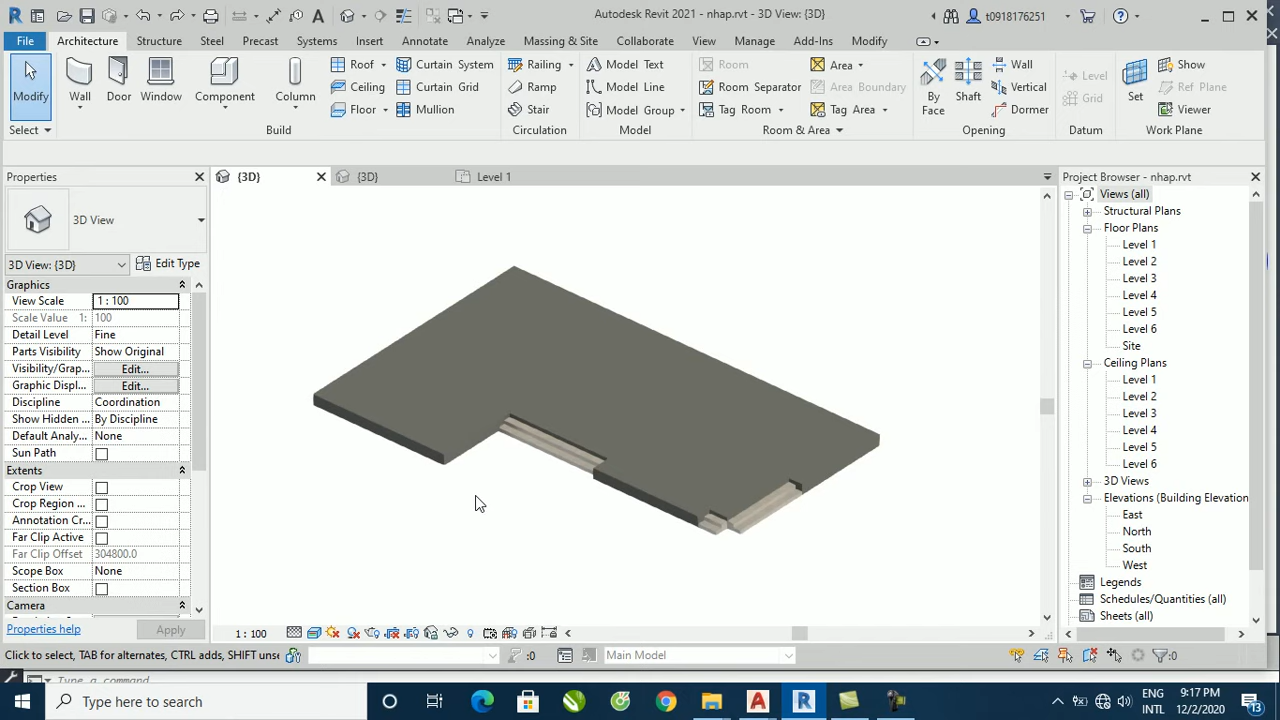 Autodesk Revit 2021 - nhap.rvt - 3D View: {3D}
t0918176251
File Architecture Structure Steel Precast Systems Insert Annotate Analyze Massing & Site Collaborate View Manage Add-Ins Modify
Modify Wall Door Window Component Column
Roof Curtain System
Ceiling Curtain Grid
Floor Mullion
Railing
Ramp
Stair
Model Text
Model Line
Model Group
Room
Room Separator
Tag Room
Area
Area Boundary
Tag Area
By Face
Shaft
Wall
Vertical
Dormer
Level
Grid
Set
Show
Ref Plane
Viewer
Select Build Circulation Model Room & Area Opening Datum Work Plane
Properties
{3D} {3D} Level 1
Project Browser - nhap.rvt
3D View
3D View: {3D} Edit Type
Graphics
View Scale 1 : 100
Scale Value 1: 100
Detail Level Fine
Parts Visibility Show Original
Visibility/Grap... Edit...
Graphic Displ... Edit...
Discipline Coordination
Show Hidden ... By Discipline
Default Analy... None
Sun Path
Extents
Crop View
Crop Region ...
Annotation Cr...
Far Clip Active
Far Clip Offset 304800.0
Scope Box None
Section Box
Camera
Properties help Apply
Views (all)
Structural Plans
Floor Plans
Level 1
Level 2
Level 3
Level 4
Level 5
Level 6
Site
Ceiling Plans
Level 1
Level 2
Level 3
Level 4
Level 5
Level 6
3D Views
Elevations (Building Elevation
East
North
South
West
Legends
Schedules/Quantities (all)
Sheets (all)
1 : 100
Click to select, TAB for alternates, CTRL adds, SHIFT unse
:0
Main Model
:0
Type a command
Type here to search
ENG
INTL
9:17 PM
12/2/2020
13